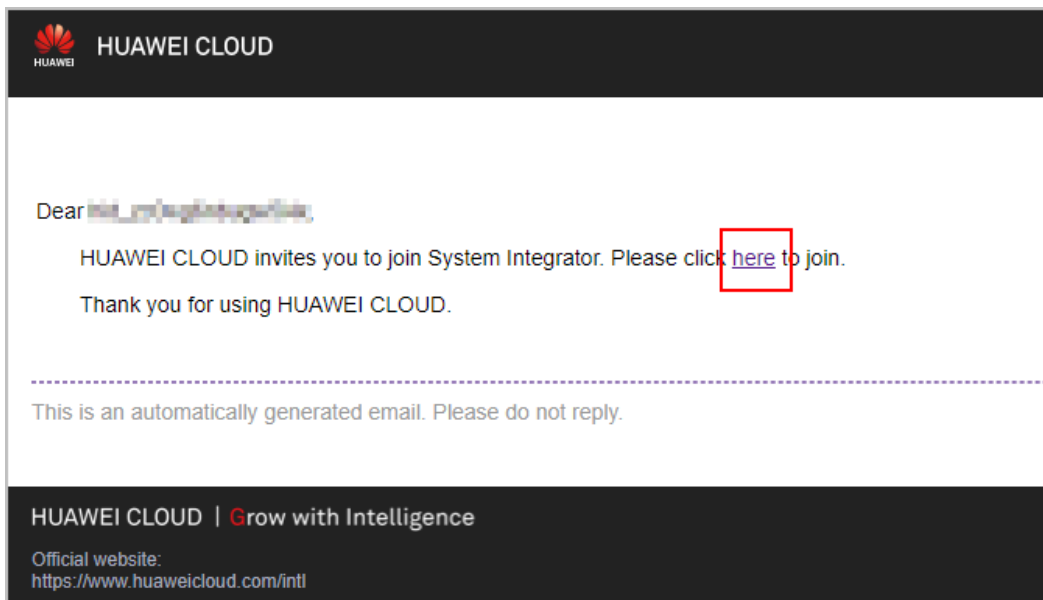 HUAWEI
HUAWEI CLOUD
Dear
HUAWEI CLOUD invites you to join System Integrator. Please click here to join.
Thank you for using HUAWEI CLOUD.
This is an automatically generated email. Please do not reply.
HUAWEI CLOUD | Grow with Intelligence
Official website:
https://www.huaweicloud.com/intl